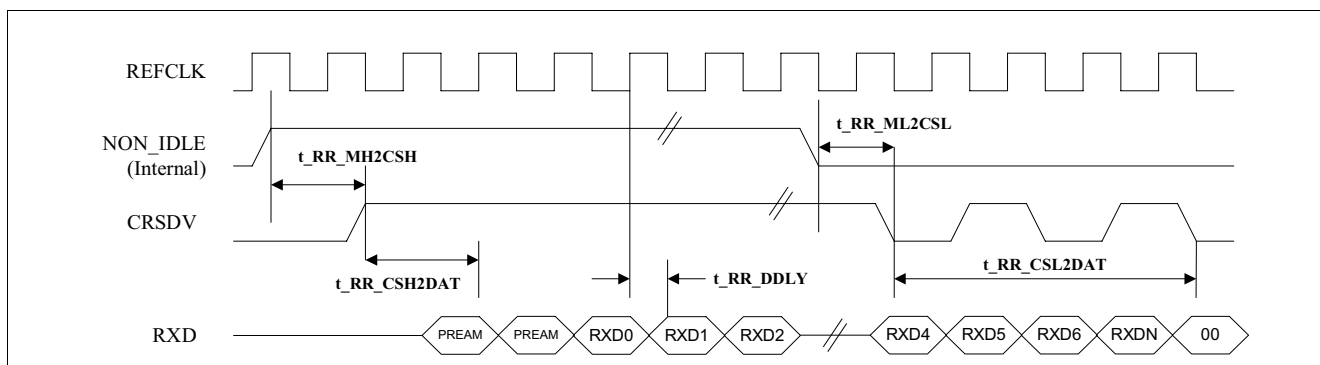 REFCLK
NON_IDLE
(Internal)
t_RR_MH2CSH
t_RR_ML2CSL
CRSDV
t_RR_CSH2DAT
t_RR_DDLY
t_RR_CSL2DAT
RXD
PREAM PREAM RXD0 RXD1 RXD2 RXD4 RXD5 RXD6 RXDN 00